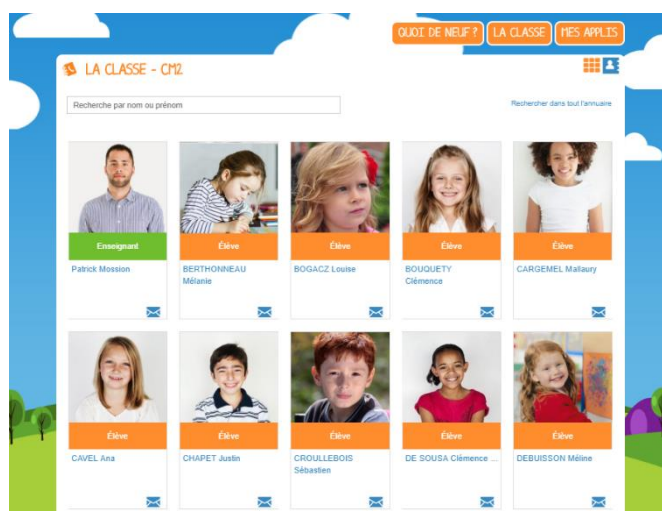 QUOI DE NEUF ? LA CLASSE MES APPLIS
LA CLASSE - CM2
Recherche par nom ou prénom
Rechercher dans tout l'annuaire
Enseignant Élève Élève Élève Élève
Patrick Mossion BERTHONNEAU BOGACZ Louise BOUQUETY CARGEMEL Mallaury
Mélanie Clémence
Élève Élève Élève Élève Élève
CAVEL Ana CHAPET Justin CROULLEBOIS DE SOUSA Clémence ... DEBUISSON Méline
Sébastien